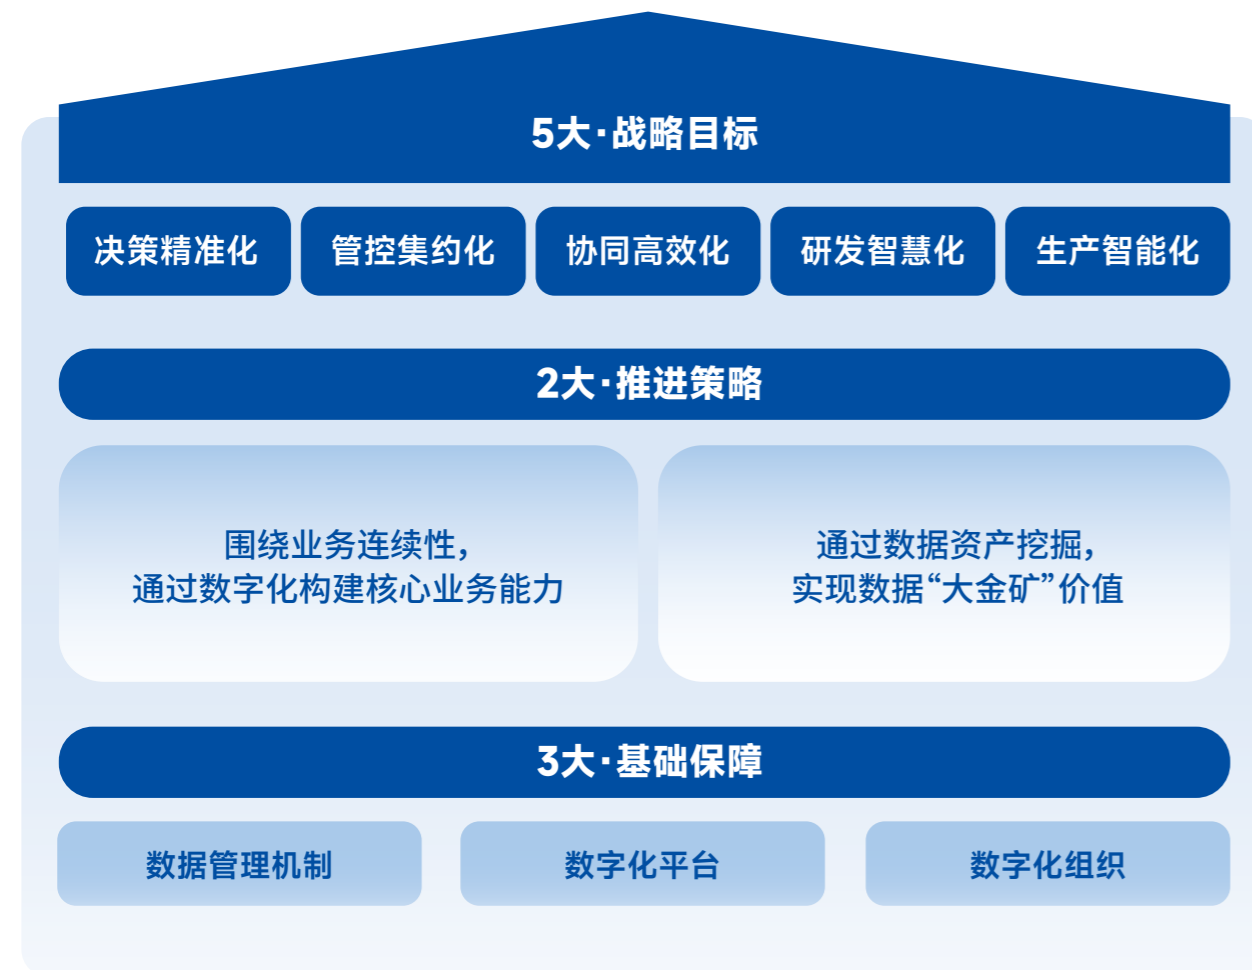 5大·战略目标
决策精准化
管控集约化
协同高效化
研发智慧化
生产智能化
2大·推进策略
围绕业务连续性，
通过数字化构建核心业务能力
通过数据资产挖掘，
实现数据“大金矿”价值
3大·基础保障
数据管理机制
数字化平台
数字化组织